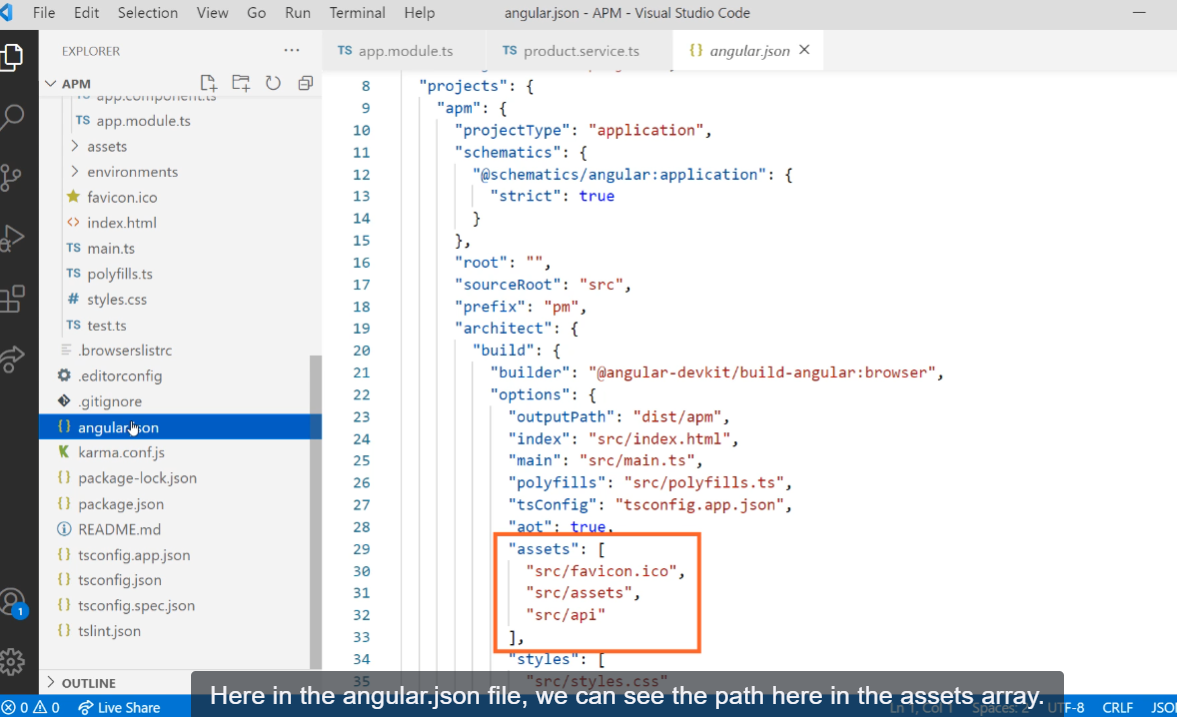 File Edit Selection View Go Run Terminal Help angular.json - APM - Visual Studio Code
EXPLORER ...
TS app.module.ts
TS product.service.ts
{} angular.json
APM
TS app.component.ts
TS app.module.ts
assets
environments
favicon.ico
<> index.html
TS main.ts
TS polyfills.ts
# styles.css
TS test.ts
.browserslistrc
.editorconfig
.gitignore
{} angular.json
K karma.conf.js
{} package-lock.json
{} package.json
README.md
{} tsconfig.app.json
{} tsconfig.json
{} tsconfig.spec.json
{} tslint.json
OUTLINE
1
8 "projects": {
9 "apm": {
10 "projectType": "application",
11 "schematics": {
12 "@schematics/angular:application": {
13 "strict": true
14 }
15 },
16 "root": "",
17 "sourceRoot": "src",
18 "prefix": "pm",
19 "architect": {
20 "build": {
21 "builder": "@angular-devkit/build-angular:browser",
22 "options": {
23 "outputPath": "dist/apm",
24 "index": "src/index.html",
25 "main": "src/main.ts",
26 "polyfills": "src/polyfills.ts",
27 "tsConfig": "tsconfig.app.json",
28 "aot": true,
29 "assets": [
30 "src/favicon.ico",
31 "src/assets",
32 "src/api"
33 ],
34 "styles": [
35 "src/styles.css"
Here in the angular.json file, we can see the path here in the assets array.
0 0 Live Share Ln 1, Col 1 Spaces: 2 UTF-8 CRLF